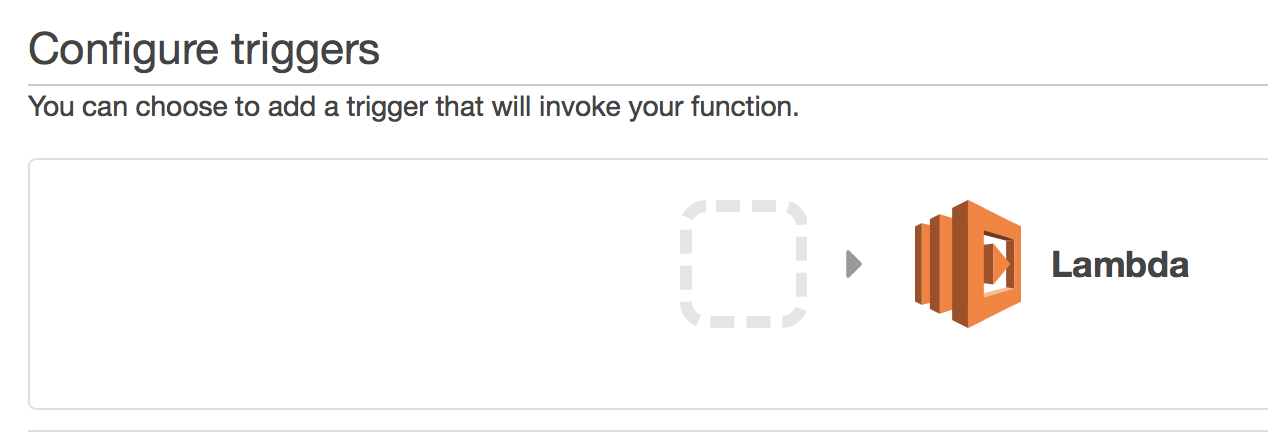 Configure triggers
You can choose to add a trigger that will invoke your function.
Lambda